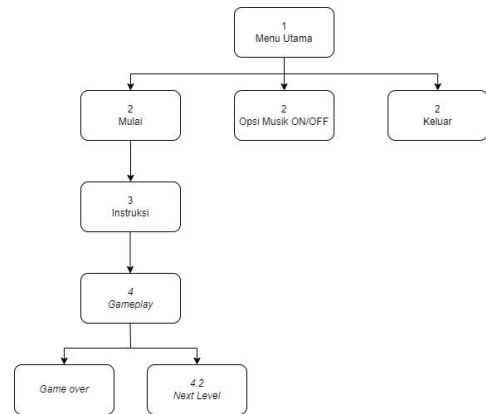 1
Menu Utama
2
Mulai
2
Opsi Musik ON/OFF
2
Keluar
3
Instruksi
4
Gameplay
Game over
4.2
Next Level